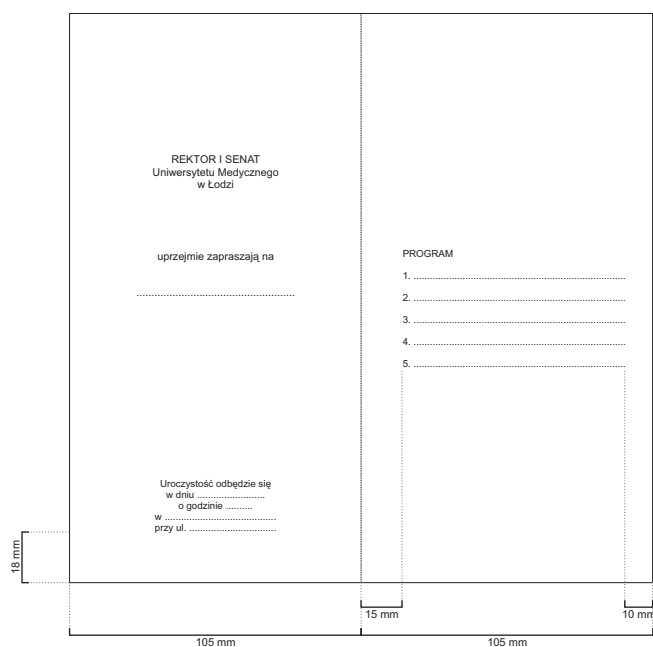 REKTOR I SENAT
Uniwersytetu Medycznego
w Łodzi
uprzejmie zapraszają na
.........................................................
Uroczystość odbędzie się
w dniu .........................
o godzinie ..........
w .........................................
przy ul. ................................
PROGRAM
1. .............................................................................
2. .............................................................................
3. .............................................................................
4. .............................................................................
5. .............................................................................
18 mm
15 mm
10 mm
105 mm
105 mm